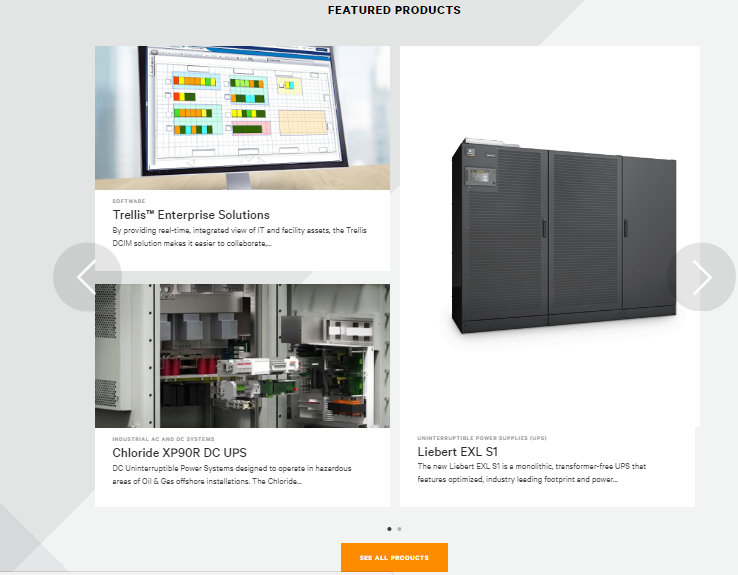 FEATURED PRODUCTS
SOFTWARE
Trellis™ Enterprise Solutions
By providing real-time, integrated view of IT and facility assets, the Trellis
DCIM solution makes it easier to collaborate,...
INDUSTRIAL AC AND DC SYSTEMS
Chloride XP90R DC UPS
DC Uninterruptible Power Systems designed to operate in hazardous
areas of Oil & Gas offshore installations. The Chloride...
UNINTERRUPTIBLE POWER SUPPLIES (UPS)
Liebert EXL S1
The new Liebert EXL S1 is a monolithic, transformer-free UPS that
features optimized, industry leading footprint and power...
SEE ALL PRODUCTS